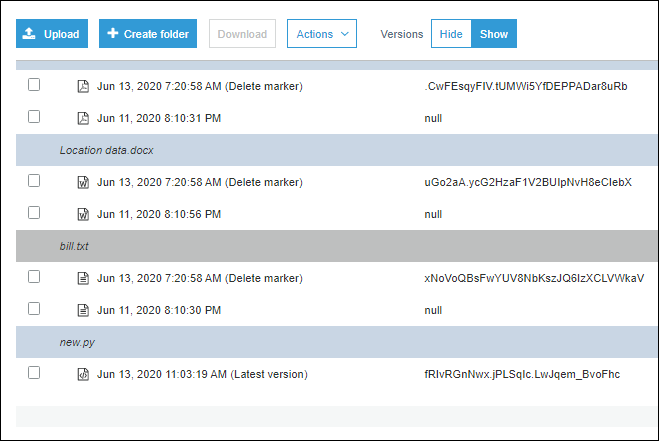 Upload Create folder Download Actions Versions Hide Show
Jun 13, 2020 7:20:58 AM (Delete marker) .CwFEsqyFIV.tUMWi5YfDEPPADar8uRb
Jun 11, 2020 8:10:31 PM null
Location data.docx
Jun 13, 2020 7:20:58 AM (Delete marker) uGo2aA.ycG2HzaF1V2BUIpNvH8eCIebX
Jun 11, 2020 8:10:56 PM null
bill.txt
Jun 13, 2020 7:20:58 AM (Delete marker) xNoVoQBsFwYUV8NbKszJQ6IzXCLVWkaV
Jun 11, 2020 8:10:30 PM null
new.py
Jun 13, 2020 11:03:19 AM (Latest version) fRIvRGnNwx.jPLSqIc.LwJqem_BvoFhc